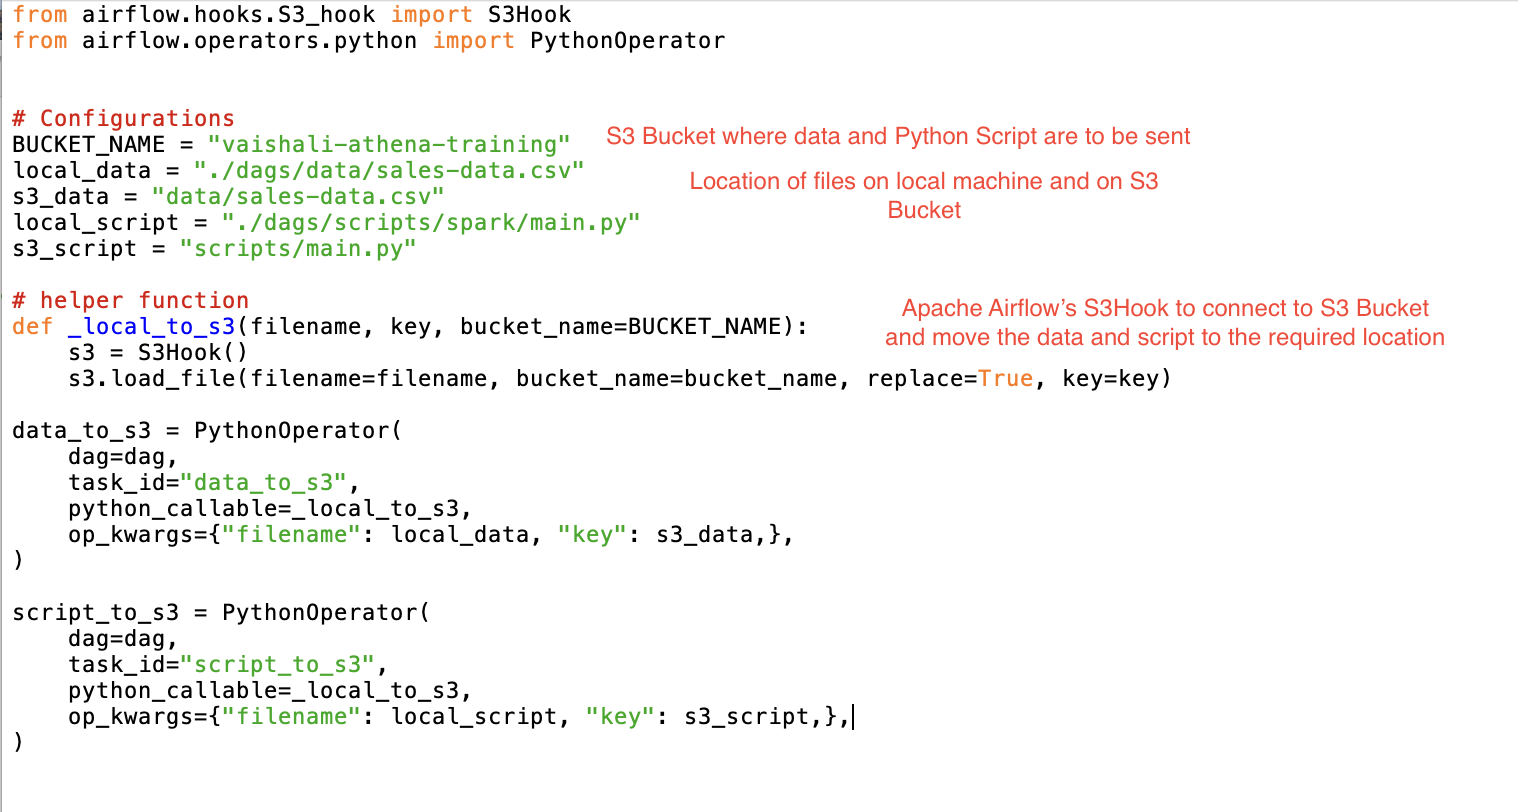 from airflow.hooks.S3_hook import S3Hook
from airflow.operators.python import PythonOperator
# Configurations
BUCKET_NAME = "vaishali-athena-training"
S3 Bucket where data and Python Script are to be sent
local_data = "./dags/data/sales-data.csv"
Location of files on local machine and on S3
Bucket
s3_data = "data/sales-data.csv"
local_script = "./dags/scripts/spark/main.py"
s3_script = "scripts/main.py"
# helper function
Apache Airflow’s S3Hook to connect to S3 Bucket
and move the data and script to the required location
def _local_to_s3(filename, key, bucket_name=BUCKET_NAME):
    s3 = S3Hook()
    s3.load_file(filename=filename, bucket_name=bucket_name, replace=True, key=key)
data_to_s3 = PythonOperator(
    dag=dag,
    task_id="data_to_s3",
    python_callable=_local_to_s3,
    op_kwargs={"filename": local_data, "key": s3_data,},
)
script_to_s3 = PythonOperator(
    dag=dag,
    task_id="script_to_s3",
    python_callable=_local_to_s3,
    op_kwargs={"filename": local_script, "key": s3_script,},
)